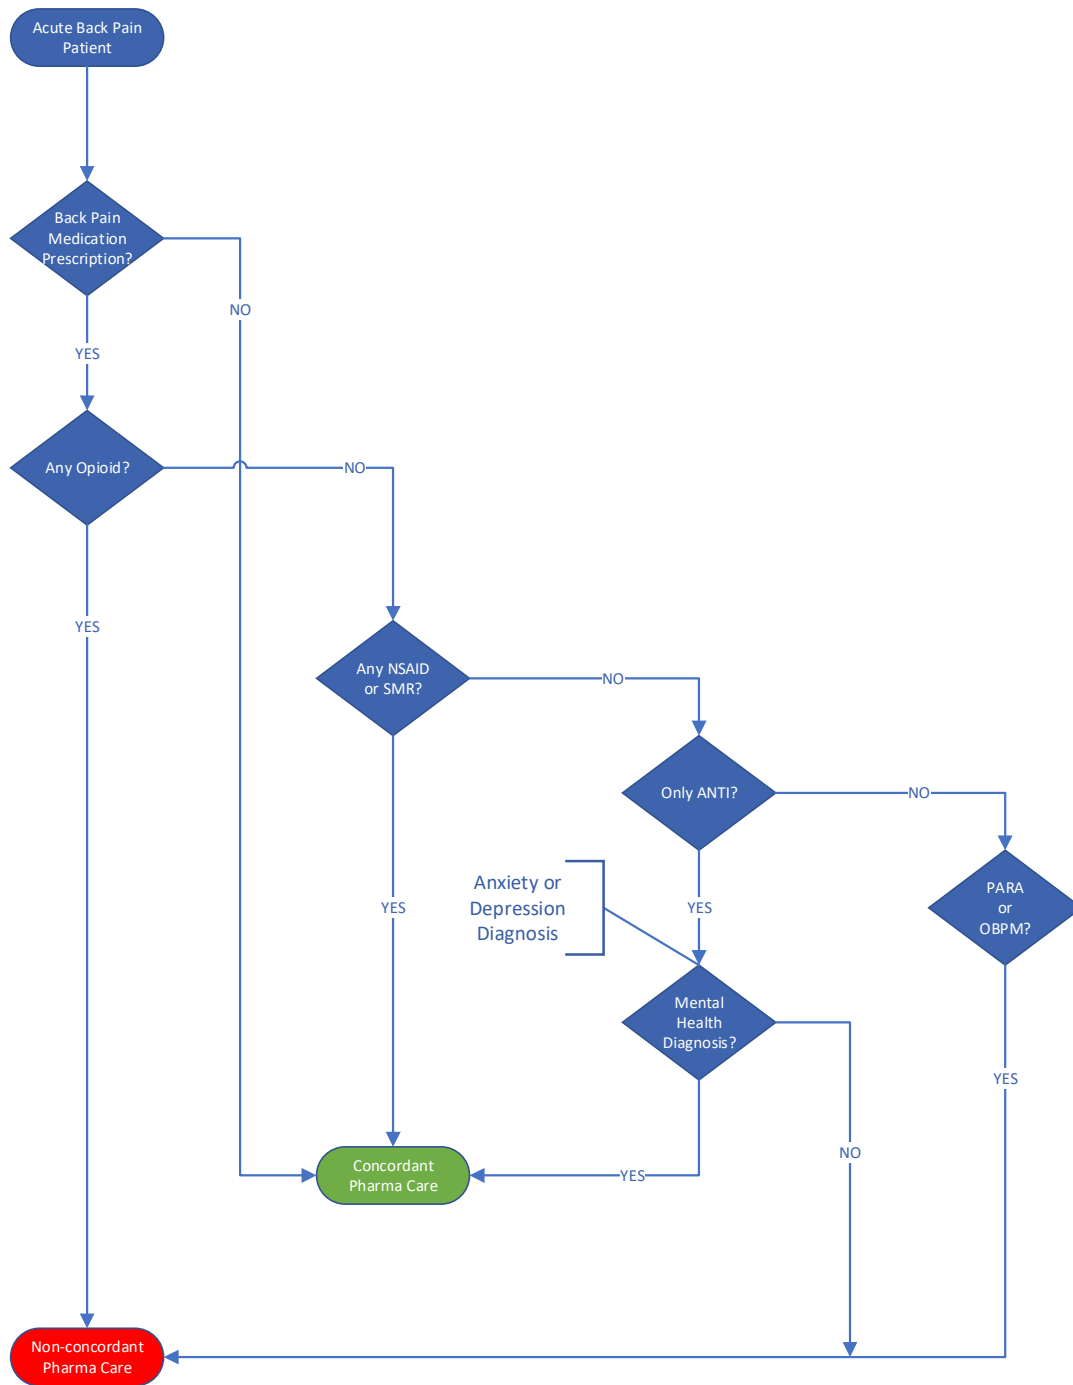 Acute Back Pain
Patient
Back Pain
Medication
Prescription?
NO
YES
Any Opioid?
NO
YES
Any NSAID
or SMR?
NO
Only ANTI?
NO
Anxiety or
Depression
Diagnosis
YES
YES
PARA
or
OBPM?
Mental
Health
Diagnosis?
YES
NO
Concordant
Pharma Care
YES
Non-concordant
Pharma Care